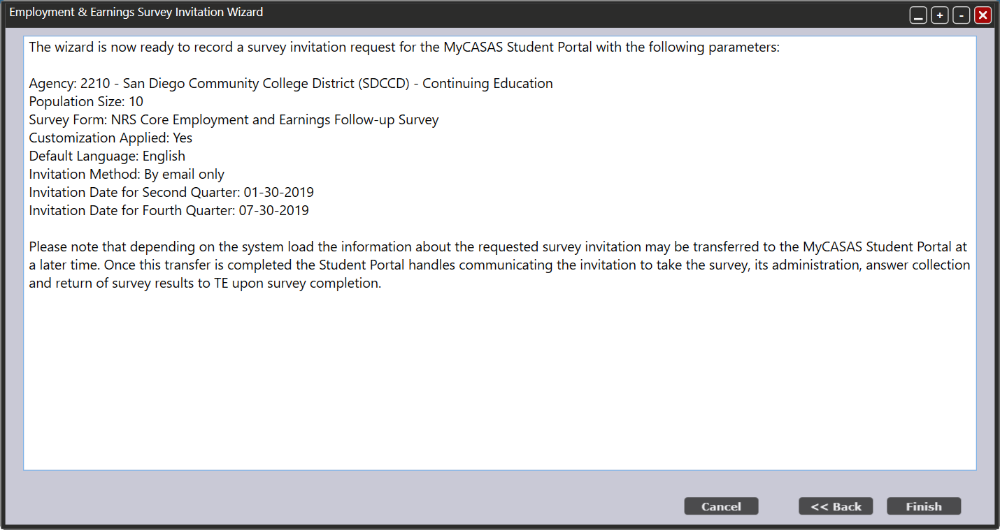 Employment & Earnings Survey Invitation Wizard
The wizard is now ready to record a survey invitation request for the MyCASAS Student Portal with the following parameters:
Agency: 2210 - San Diego Community College District (SDCCD) - Continuing Education
Population Size: 10
Survey Form: NRS Core Employment and Earnings Follow-up Survey
Customization Applied: Yes
Default Language: English
Invitation Method: By email only
Invitation Date for Second Quarter: 01-30-2019
Invitation Date for Fourth Quarter: 07-30-2019
Please note that depending on the system load the information about the requested survey invitation may be transferred to the MyCASAS Student Portal at
a later time. Once this transfer is completed the Student Portal handles communicating the invitation to take the survey, its administration, answer collection
and return of survey results to TE upon survey completion.
Cancel << Back Finish